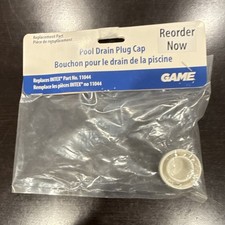 Replacement Part
Pièce de rechange
Reorder
Now
Pool Drain Plug Cap
Bouchon pour le drain de la piscine
Replaces INTEX® Part No. 11044
Remplace les pièces INTEX® no 11044
GAME